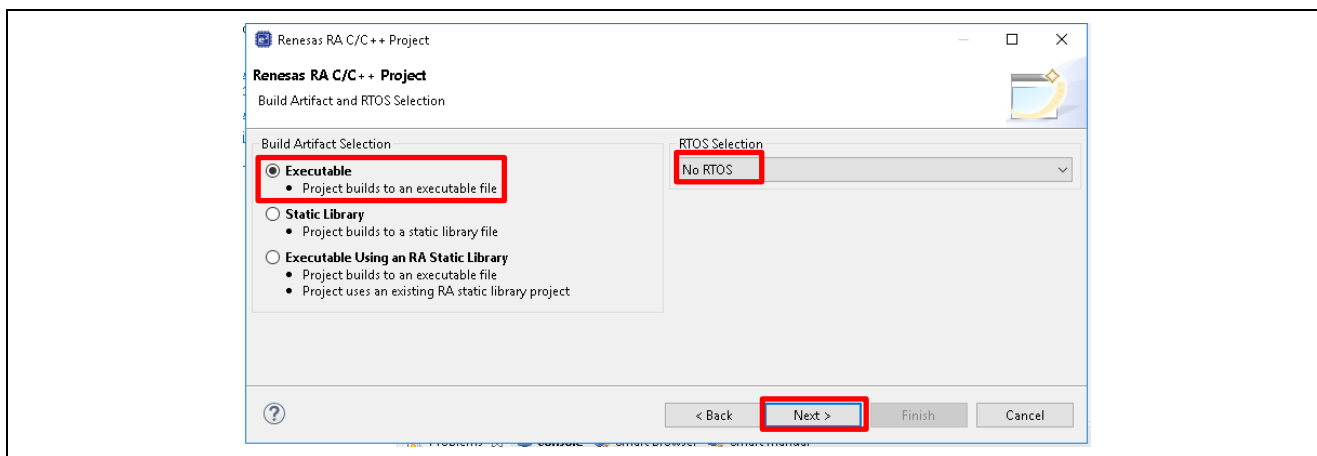 Renesas RA C/C++ Project
Renesas RA C/C++ Project
Build Artifact and RTOS Selection
Build Artifact Selection
Executable
• Project builds to an executable file
Static Library
• Project builds to a static library file
Executable Using an RA Static Library
• Project builds to an executable file
• Project uses an existing RA static library project
RTOS Selection
No RTOS
< Back
Next >
Finish
Cancel